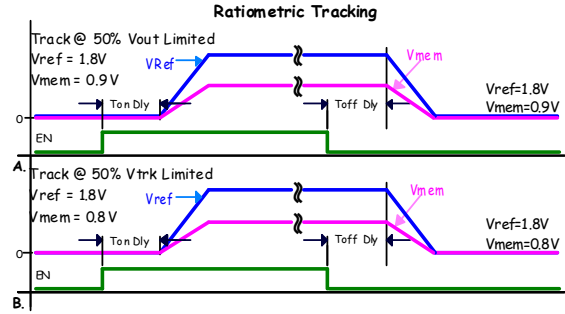 Ratiometric Tracking
Track @ 50% Vout Limited
Vref = 1.8V
Vmem = 0.9 V
VRef
Vmem
Vref=1.8V
Vmem=0.9V
Ton Dly
Toff Dly
0
EN
A.
Track @ 50% Vtrk Limited
Vref = 1.8V
Vmem = 0.8 V
Vref
Vmem
Vref=1.8V
Vmem=0.8V
Ton Dly
Toff Dly
0
EN
B.